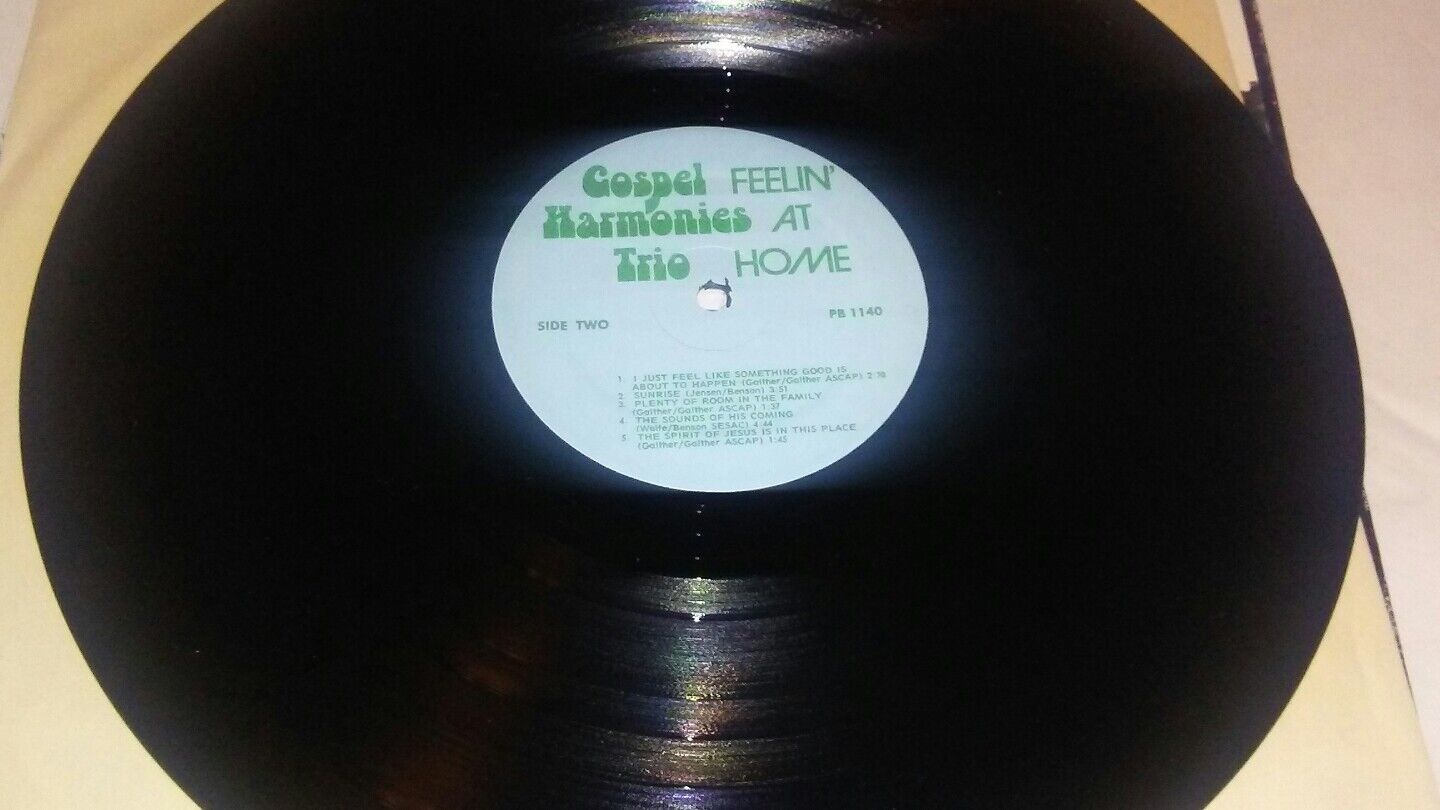 Gospel FEELIN'
Harmonies AT
Trio HOME
SIDE TWO
PB 1140
1. I JUST FEEL LIKE SOMETHING GOOD IS
ABOUT TO HAPPEN (Gaither/Gaither ASCAP)
2. SUNRISE (Jensen/Benson) 3:51
3. PLENTY OF ROOM IN THE FAMILY
(Gaither/Gaither ASCAP) 1:37
4. THE SOUNDS OF HIS COMING
(Wolfe/Benson SESAC) 4:44
5. THE SPIRIT OF JESUS IS IN THIS PLACE
(Gaither/Gaither ASCAP) 1:45